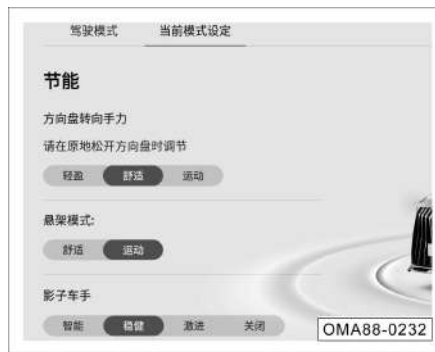 驾驶模式 当前模式设定
节能
方向盘转向手力
请在原地松开方向盘时调节
轻盈 舒适 运动
悬架模式:
舒适 运动
影子车手
智能 稳健 激进 关闭
OMA88-0232